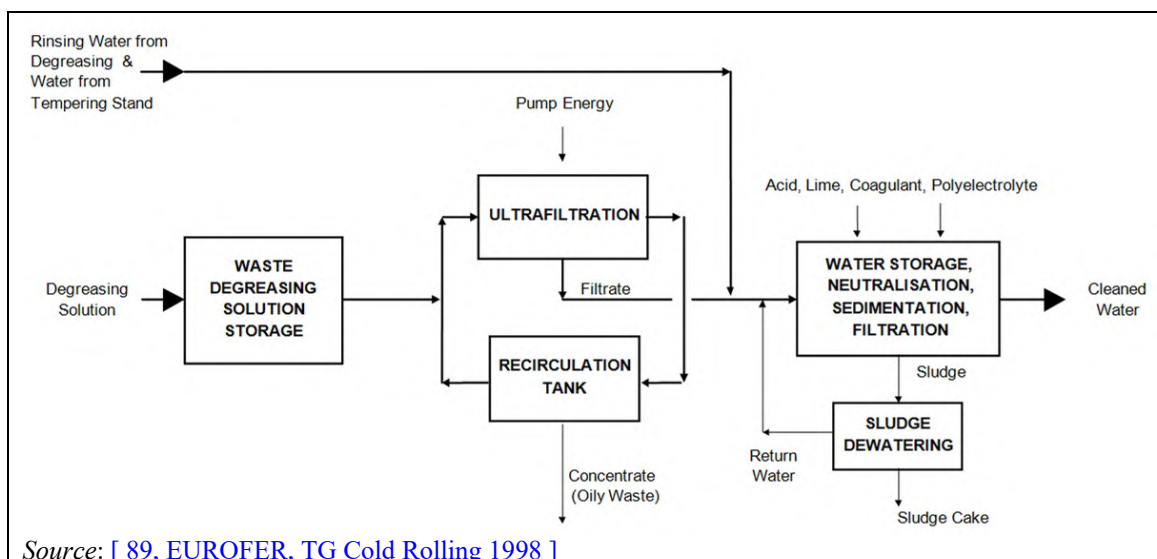 Rinsing Water from
Degreasing &
Water from
Tempering Stand
Pump Energy
Acid, Lime, Coagulant, Polyelectrolyte
ULTRAFILTRATION
WASTE
DEGREASING
SOLUTION
STORAGE
WATER STORAGE,
NEUTRALISATION,
SEDIMENTATION,
FILTRATION
Degreasing
Solution
Filtrate
Cleaned
Water
RECIRCULATION
TANK
Sludge
SLUDGE
DEWATERING
Return
Water
Concentrate
(Oily Waste)
Sludge Cake
Source: [ 89, EUROFER, TG Cold Rolling 1998 ]